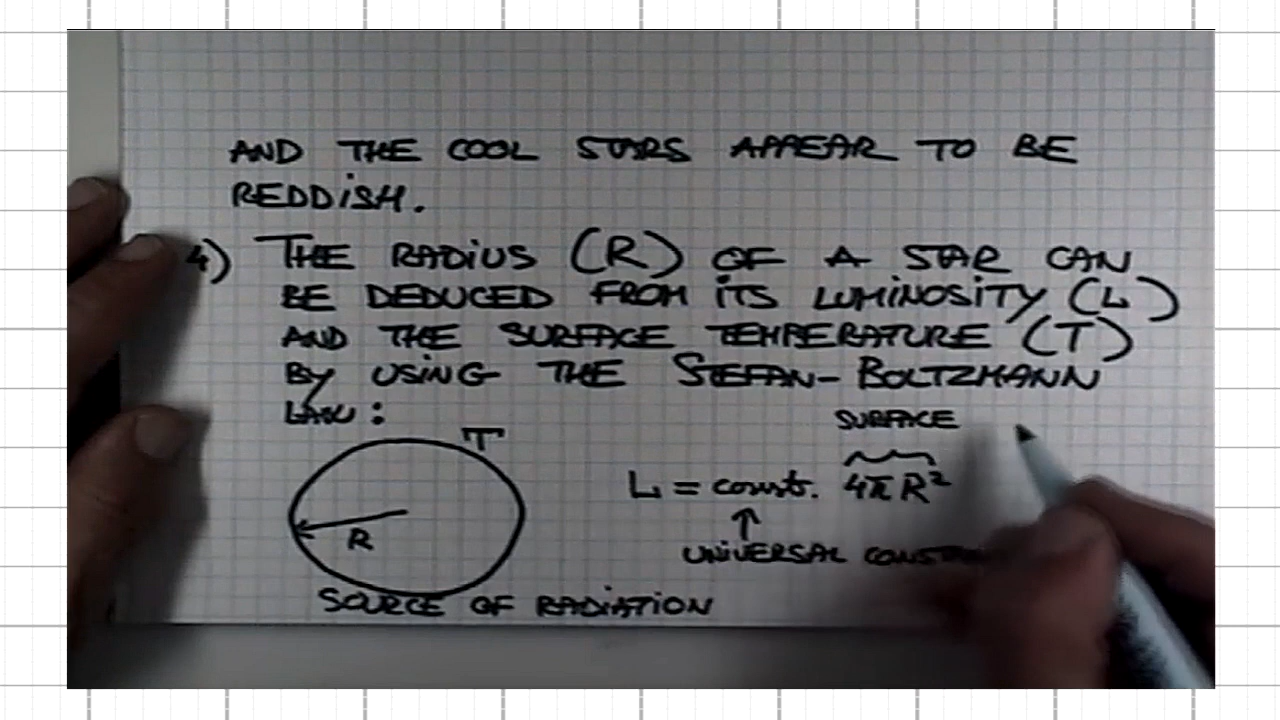 AND THE COOL STARS APPEAR TO BE
REDDISH.
4) THE RADIUS (R) OF A STAR CAN
BE DEDUCED FROM ITS LUMINOSITY (L)
AND THE SURFACE TEMPERATURE (T)
BY USING THE STEFAN-BOLTZMANN
LAW:
T
R
SOURCE OF RADIATION
SURFACE
L = const. 4πR²
↑
UNIVERSAL